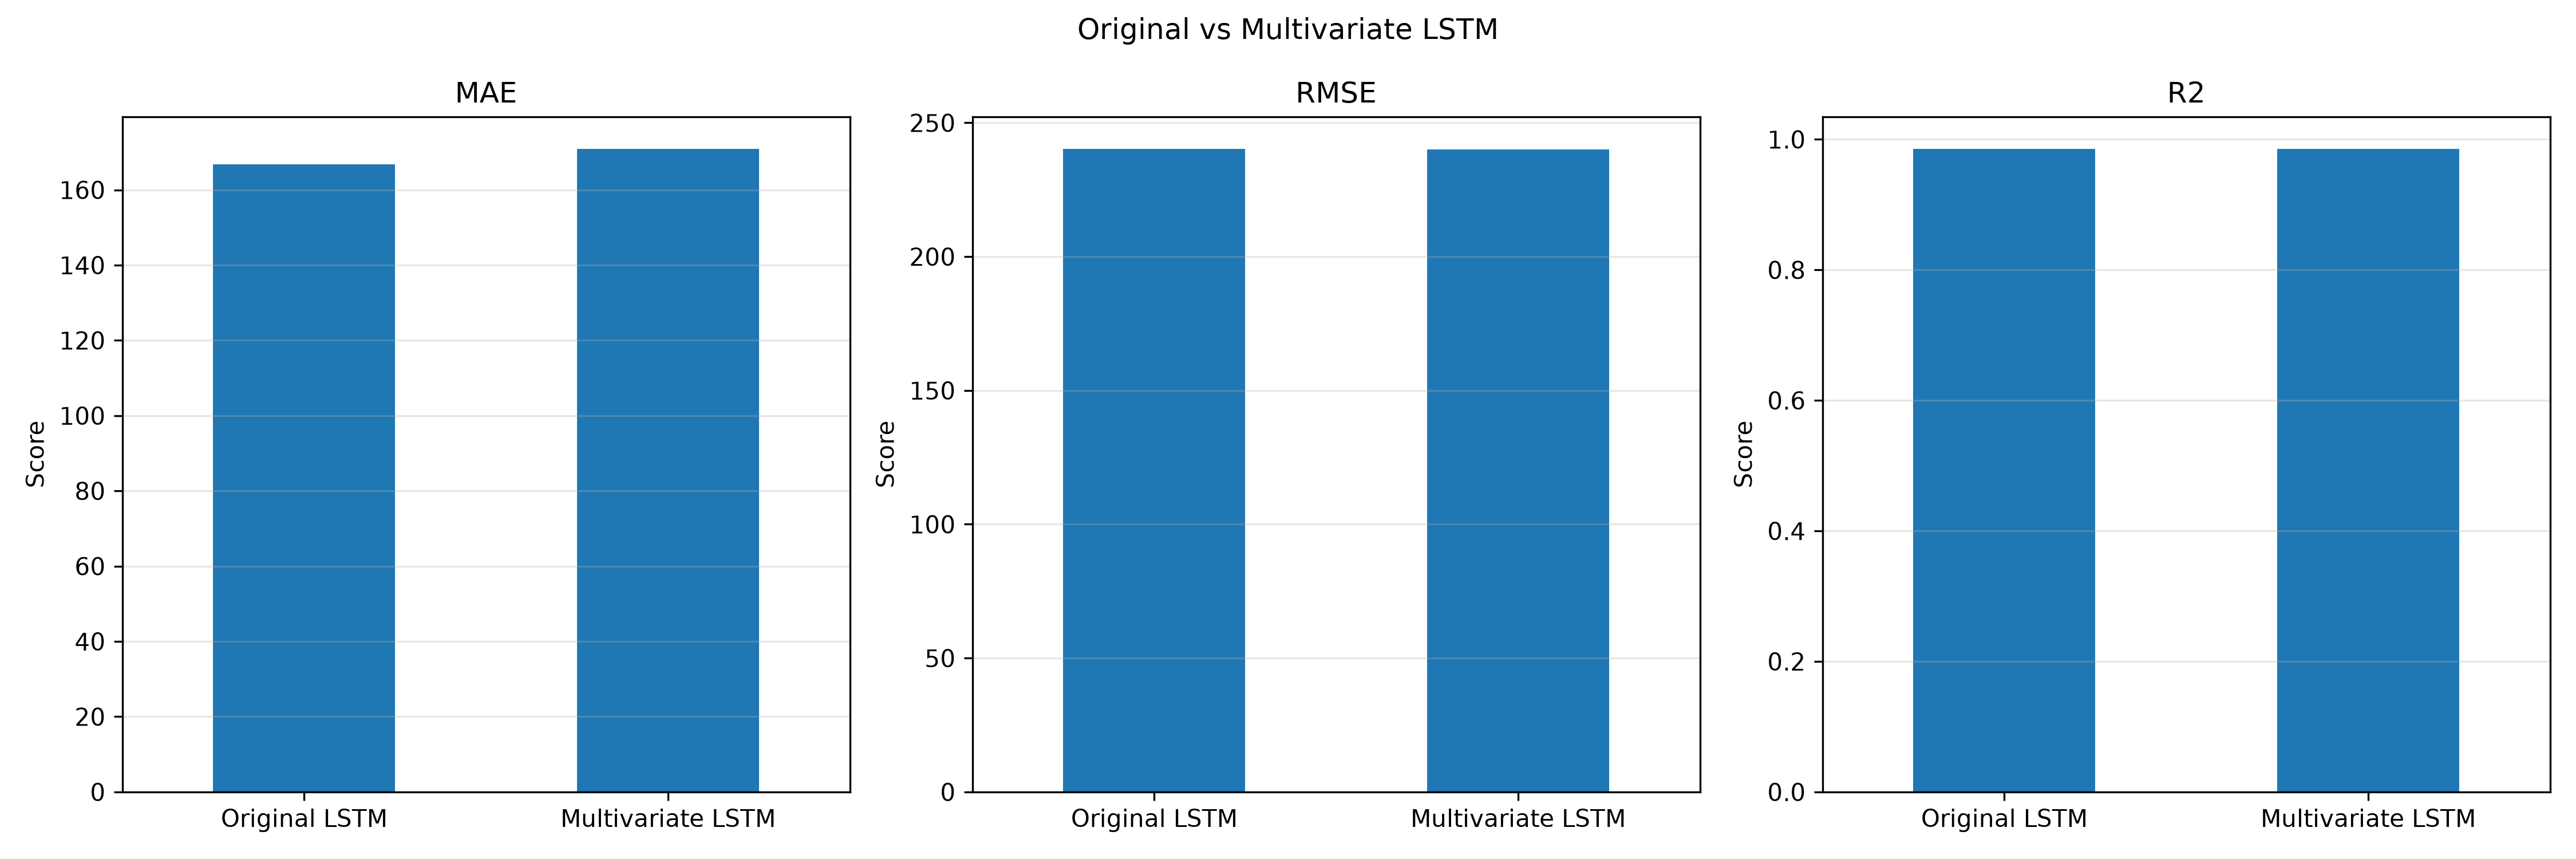 Original vs Multivariate LSTM
MAE
Score
160
140
120
100
80
60
40
20
0
Original LSTM
Multivariate LSTM
RMSE
Score
250
200
150
100
50
0
Original LSTM
Multivariate LSTM
R2
Score
1.0
0.8
0.6
0.4
0.2
0.0
Original LSTM
Multivariate LSTM